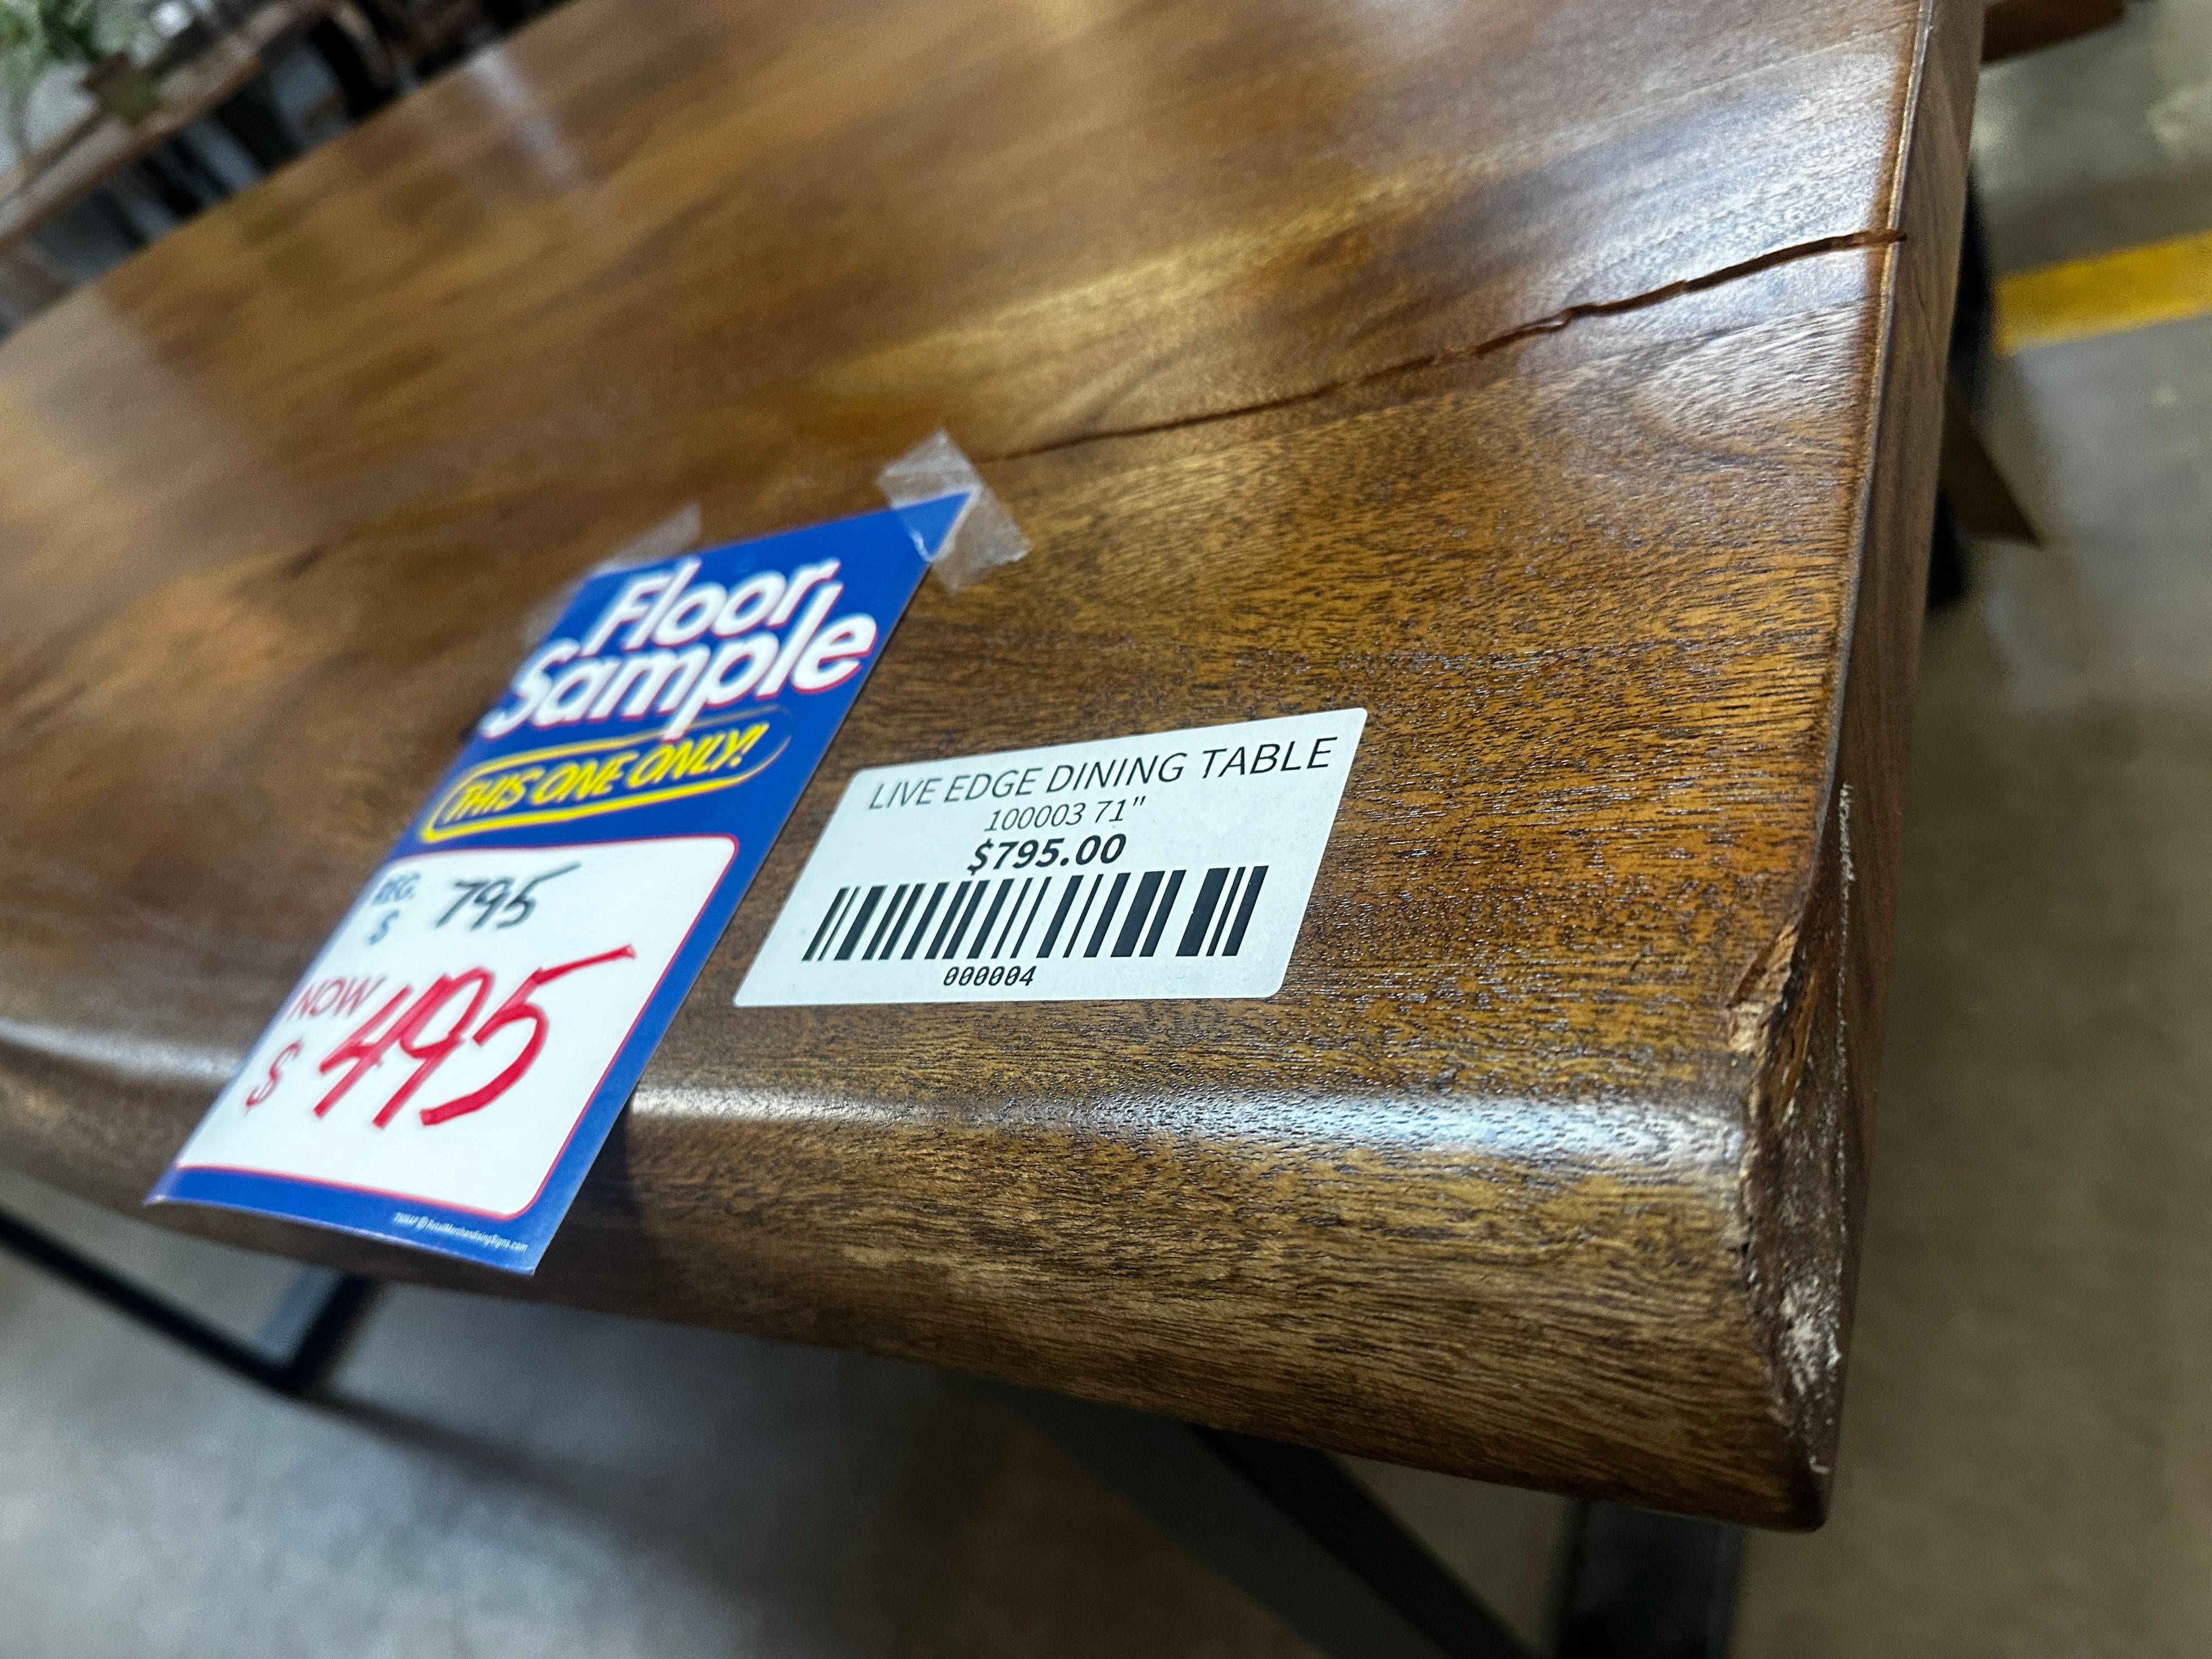 Floor
Sample
THIS ONE ONLY!
REG.
$ 795
NOW
$ 495
LIVE EDGE DINING TABLE
100003 71"
$795.00
000004